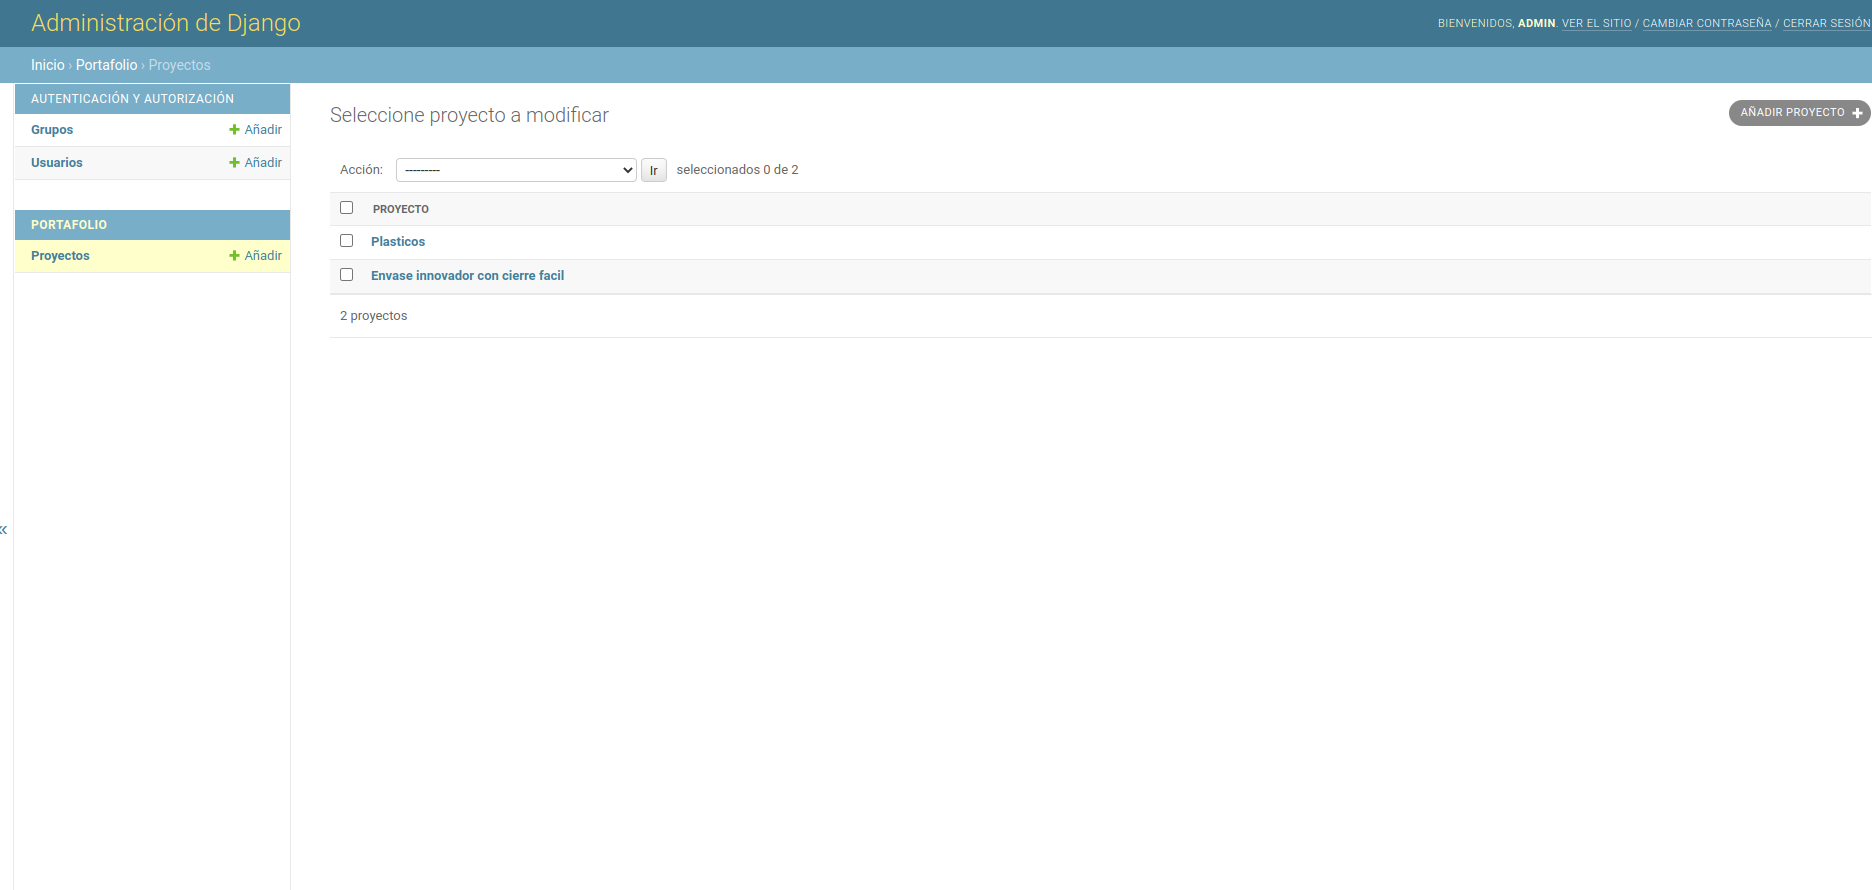 Administración de Django
BIENVENIDOS, ADMIN. VER EL SITIO / CAMBIAR CONTRASEÑA / CERRAR SESIÓN
Inicio › Portafolio › Proyectos
AUTENTICACIÓN Y AUTORIZACIÓN
Grupos + Añadir
Usuarios + Añadir
PORTAFOLIO
Proyectos + Añadir
«
Seleccione proyecto a modificar
AÑADIR PROYECTO +
Acción: --------- Ir seleccionados 0 de 2
PROYECTO
Plasticos
Envase innovador con cierre facil
2 proyectos